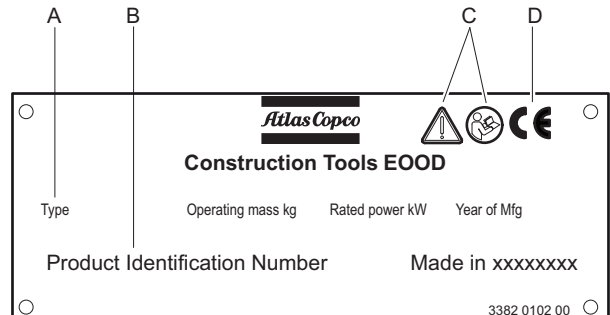 A B C D
Atlas Copco
CE
Construction Tools EOOD
Type Operating mass kg Rated power kW Year of Mfg
Product Identification Number Made in xxxxxxxx
3382 0102 00